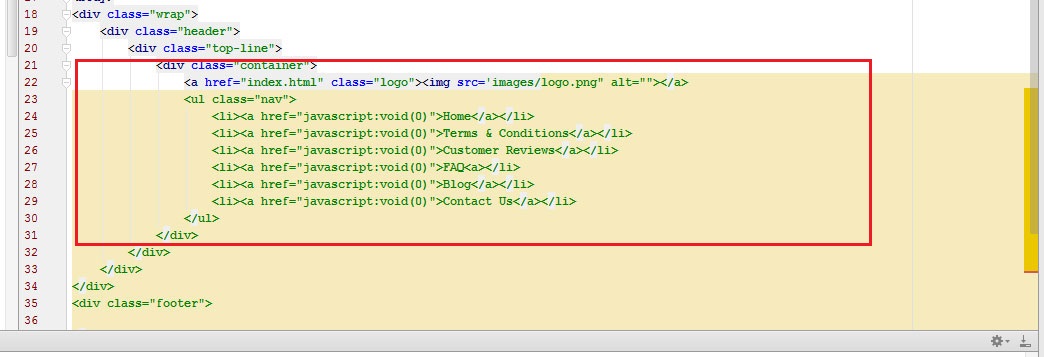 18 <div class="wrap">
19 <div class="header">
20 <div class="top-line">
21 <div class="container">
22 <a href="index.html" class="logo"><img src='images/logo.png" alt=""></a>
23 <ul class="nav">
24 <li><a href="javascript:void(0)">Home</a></li>
25 <li><a href="javascript:void(0)">Terms & Conditions</a></li>
26 <li><a href="javascript:void(0)">Customer Reviews</a></li>
27 <li><a href="javascript:void(0)">FAQ<a></li>
28 <li><a href="javascript:void(0)">Blog</a></li>
29 <li><a href="javascript:void(0)">Contact Us</a></li>
30 </ul>
31 </div>
32 </div>
33 </div>
34 </div>
35 <div class="footer">
36